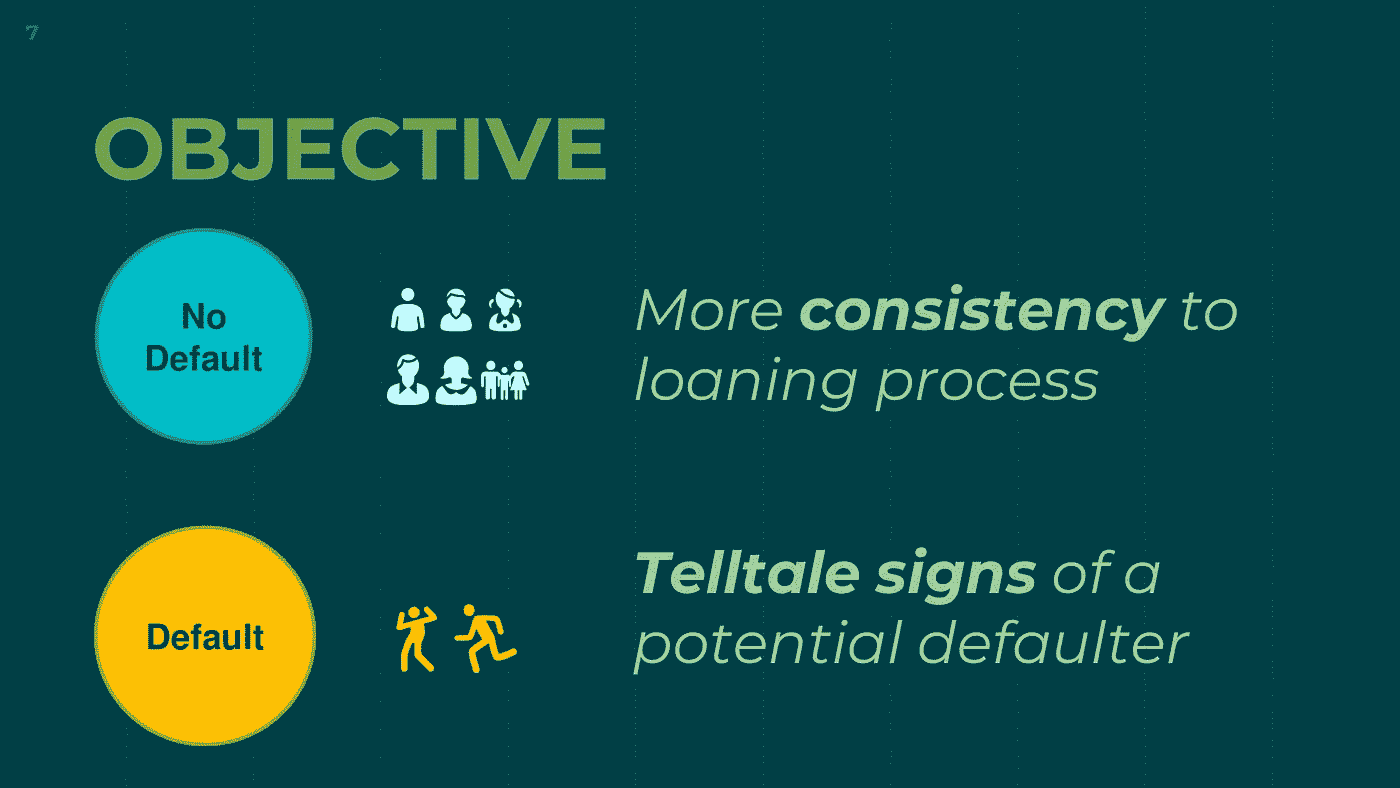 7
OBJECTIVE
No
Default
More consistency to
loaning process
Default
Telltale signs of a
potential defaulter